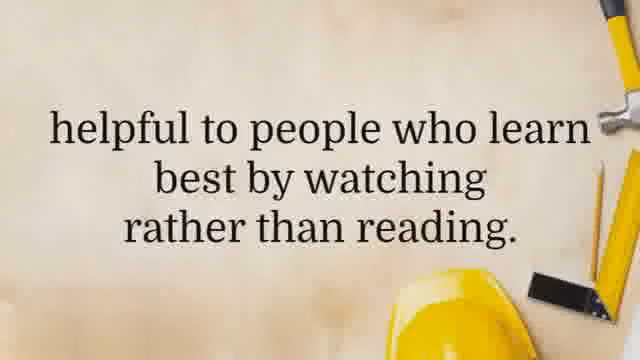 helpful to people who learn
best by watching
rather than reading.